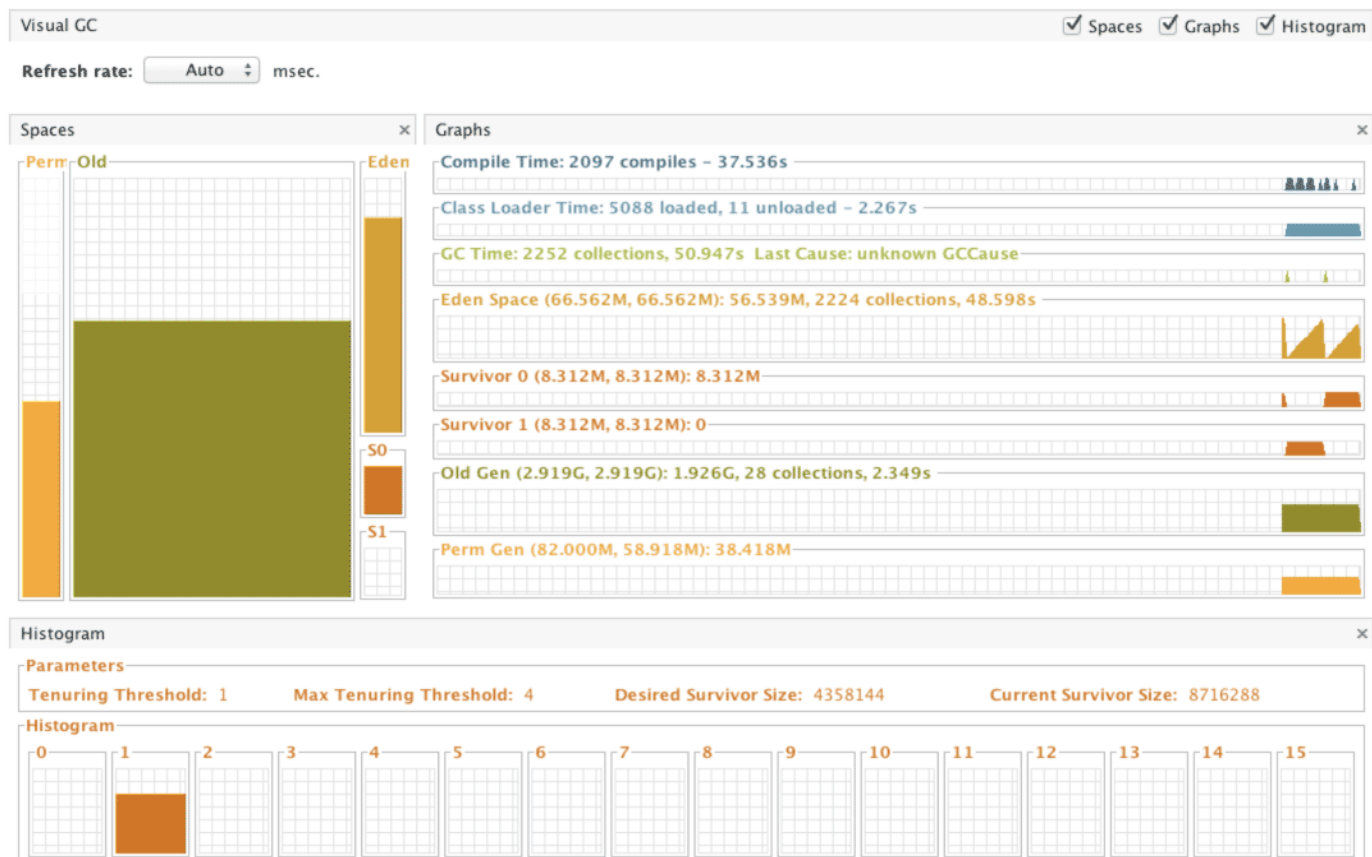 Visual GC
Spaces Graphs Histogram
Refresh rate: Auto msec.
Spaces
Perm Old Eden
S0
S1
Graphs
Compile Time: 2097 compiles - 37.536s
Class Loader Time: 5088 loaded, 11 unloaded - 2.267s
GC Time: 2252 collections, 50.947s Last Cause: unknown GCCause
Eden Space (66.562M, 66.562M): 56.539M, 2224 collections, 48.598s
Survivor 0 (8.312M, 8.312M): 8.312M
Survivor 1 (8.312M, 8.312M): 0
Old Gen (2.919G, 2.919G): 1.926G, 28 collections, 2.349s
Perm Gen (82.000M, 58.918M): 38.418M
Histogram
Parameters
Tenuring Threshold: 1 Max Tenuring Threshold: 4 Desired Survivor Size: 4358144 Current Survivor Size: 8716288
Histogram
0 1 2 3 4 5 6 7 8 9 10 11 12 13 14 15